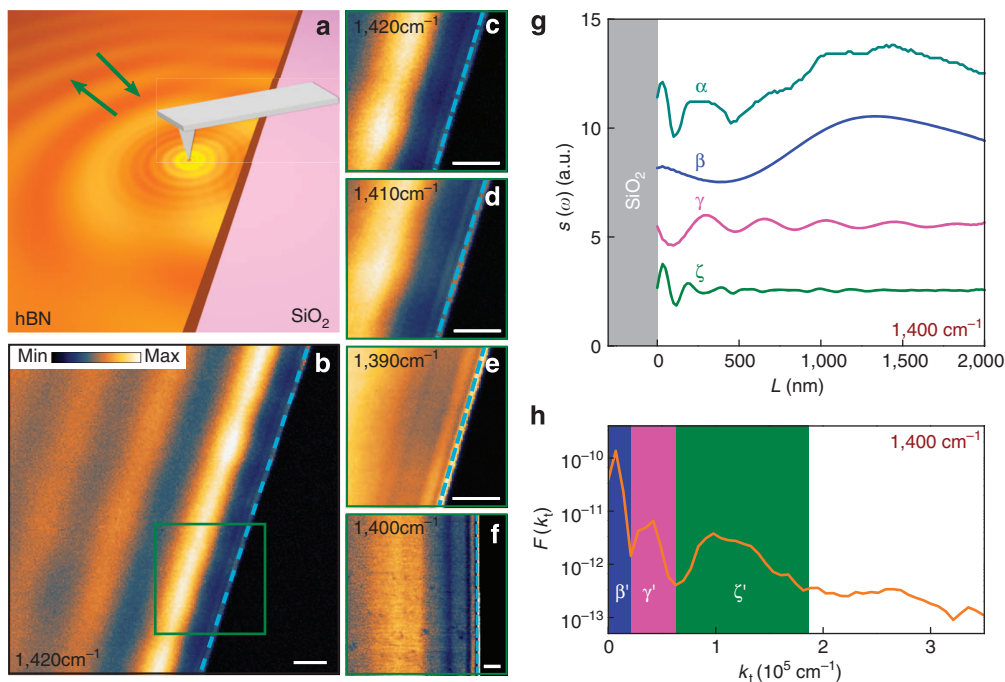 a
hBN
SiO₂
Min Max
b
1,420cm⁻¹
1,420cm⁻¹
c
1,410cm⁻¹
d
1,390cm⁻¹
e
1,400cm⁻¹
f
g
s (ω) (a.u.)
15
10
5
0
SiO₂
α
β
γ
ζ
1,400 cm⁻¹
0 500 1,000 1,500 2,000
L (nm)
h
F (kₜ)
10⁻¹⁰
10⁻¹¹
10⁻¹²
10⁻¹³
1,400 cm⁻¹
β' γ' ζ'
0 1 2 3
kₜ (10⁵ cm⁻¹)